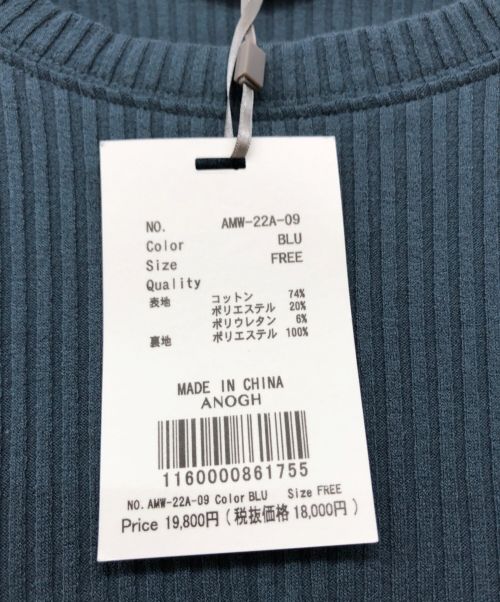 NO. AMW-22A-09
Color BLU
Size FREE
Quality
表地 コットン 74%
ポリエステル 20%
ポリウレタン 6%
裏地 ポリエステル 100%
MADE IN CHINA
ANOGH
1160000861755
NO. AMW-22A-09 Color BLU Size FREE
Price 19,800円 (税抜価格 18,000円)